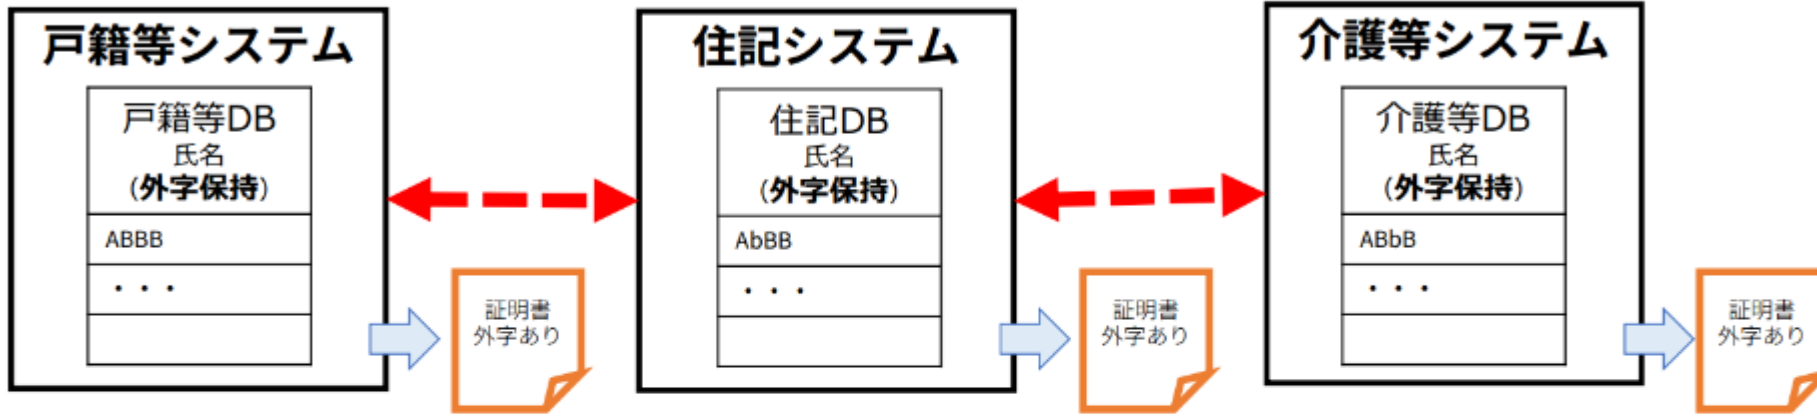 戸籍等システム
戸籍等DB
氏名
(外字保持)
ABBB
・・・
証明書
外字あり
住記システム
住記DB
氏名
(外字保持)
AbBB
・・・
証明書
外字あり
介護等システム
介護等DB
氏名
(外字保持)
ABbB
・・・
証明書
外字あり